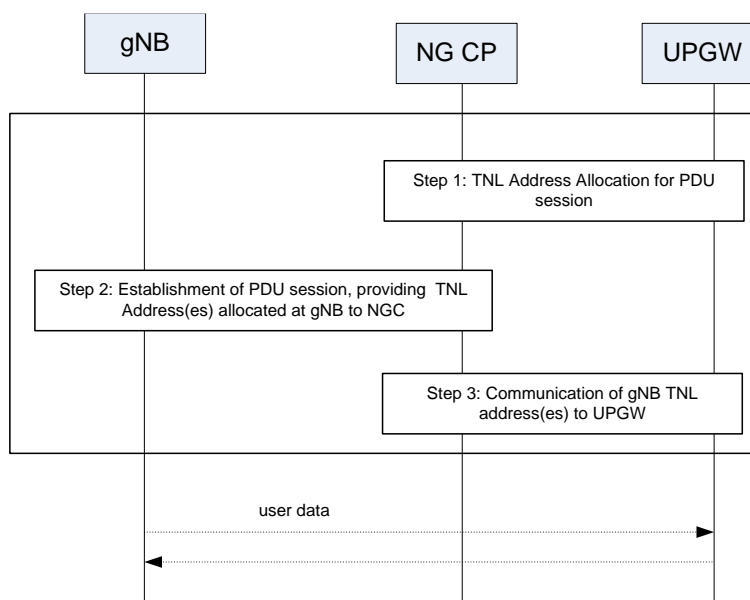 gNB
NG CP
UPGW
Step 1: TNL Address Allocation for PDU
session
Step 2: Establishment of PDU session, providing TNL
Address(es) allocated at gNB to NGC
Step 3: Communication of gNB TNL
address(es) to UPGW
user data